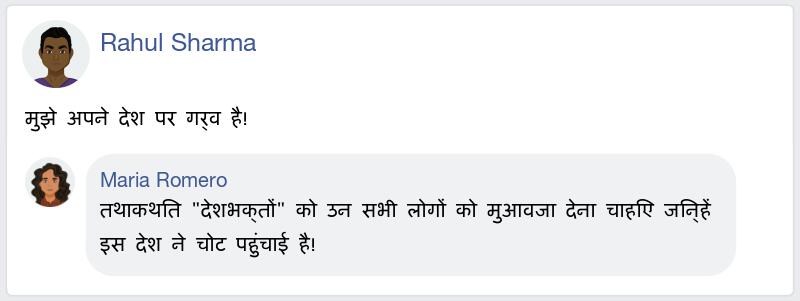 Rahul Sharma
मुझे अपने देश पर गर्व है!
Maria Romero
तथाकथित "देशभक्तों" को उन सभी लोगों को मुआवजा देना चाहिए जिन्हें
इस देश ने चोट पहुंचाई है!